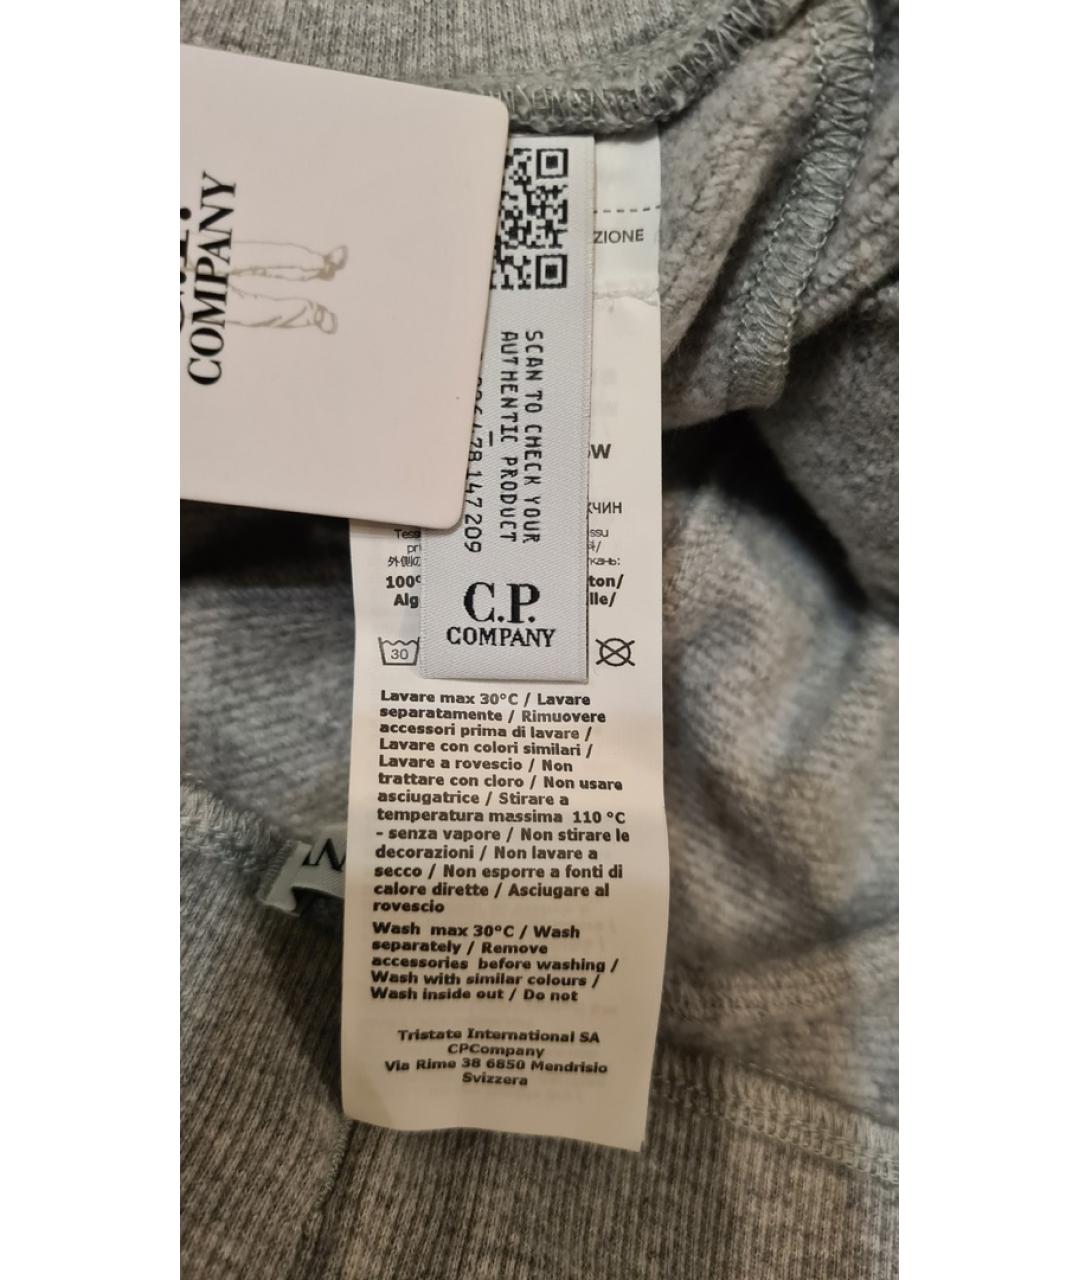 COMPANY
ZIONE
SCAN TO CHECK YOUR
AUTHENTIC PRODUCT
147209
C.P.
COMPANY
30
Lavare max 30°C / Lavare
separatamente / Rimuovere
accessori prima di lavare /
Lavare con colori similari /
Lavare a rovescio / Non
trattare con cloro / Non usare
asciugatrice / Stirare a
temperatura massima 110 °C
- senza vapore / Non stirare le
decorazioni / Non lavare a
secco / Non esporre a fonti di
calore dirette / Asciugare al
rovescio
Wash max 30°C / Wash
separately / Remove
accessories before washing /
Wash with similar colours /
Wash inside out / Do not
Tristate International SA
CPCompany
Via Rime 38 6850 Mendrisio
Svizzera